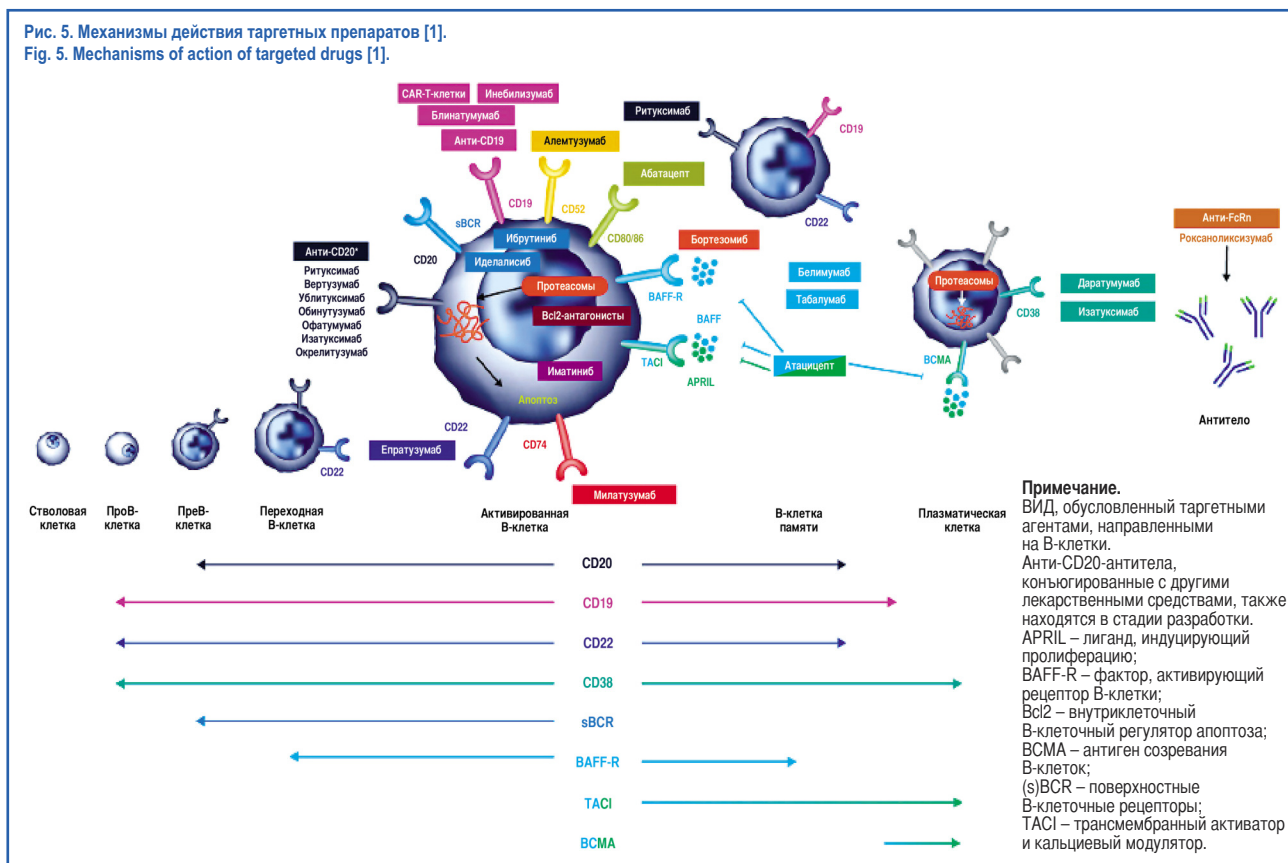 Рис. 5. Механизмы действия таргетных препаратов [1].
Fig. 5. Mechanisms of action of targeted drugs [1].
CAR-T-клетки
Инебилизумаб
Блинатумумаб
Анти-CD19
Алемтузумаб
Абатацепт
Ритуксимаб
CD19
CD22
CD19
CD52
CD80/86
sBCR
CD20
Ибрутиниб
Иделалисиб
Протеасомы
Bcl2-антагонисты
Иматиниб
Апоптоз
Анти-CD20*
Ритуксимаб
Вертузумаб
Ублитуксимаб
Обинутузумаб
Офатумумаб
Изатуксимаб
Окрелитузумаб
Бортезомиб
BAFF-R
BAFF
TACI
APRIL
Белимумаб
Табалумаб
Атацицепт
Протеасомы
CD38
BCMA
Даратумумаб
Изатуксимаб
Анти-FcRn
Роксаноликсизумаб
Антитело
CD22
CD22
Епратузумаб
CD74
Милатузумаб
Стволовая
клетка
ПроВ-
клетка
ПреВ-
клетка
Переходная
В-клетка
Активированная
В-клетка
В-клетка
памяти
Плазматическая
клетка
CD20
CD19
CD22
CD38
sBCR
BAFF-R
TACI
BCMA
Примечание.
ВИД, обусловленный таргетными
агентами, направленными
на В-клетки.
Анти-CD20-антитела,
конъюгированные с другими
лекарственными средствами, также
находятся в стадии разработки.
APRIL – лиганд, индуцирующий
пролиферацию;
BAFF-R – фактор, активирующий
рецептор В-клетки;
Bcl2 – внутриклеточный
В-клеточный регулятор апоптоза;
BCMA – антиген созревания
В-клеток;
(s)BCR – поверхностные
В-клеточные рецепторы;
TACI – трансмембранный активатор
и кальциевый модулятор.